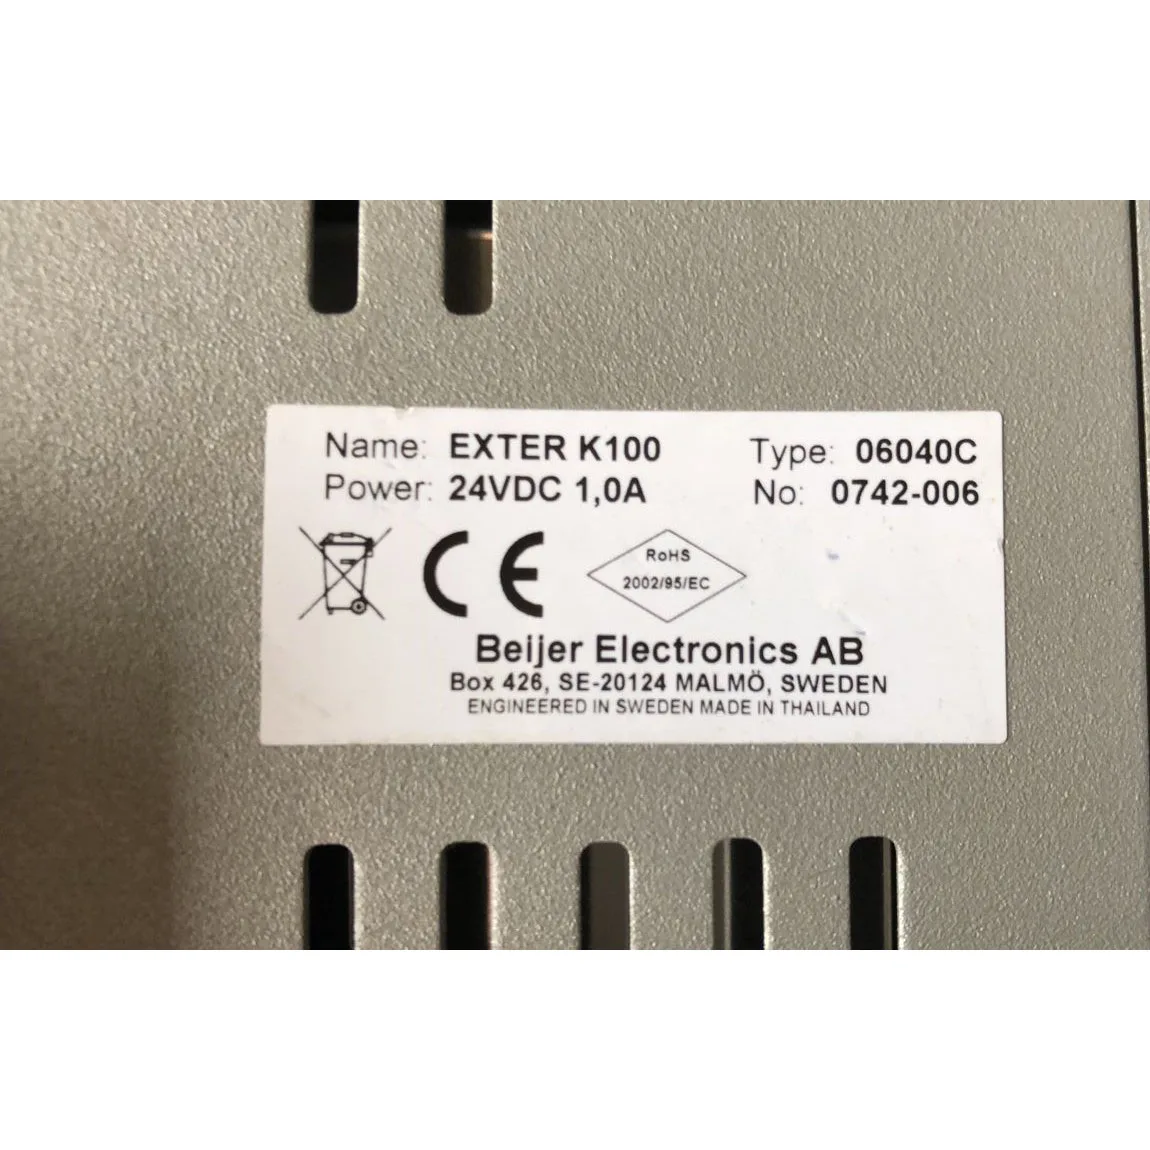 Name: EXTER K100 Type: 06040C
Power: 24VDC 1,0A No: 0742-006
CE
RoHS
2002/95/EC
Beijer Electronics AB
Box 426, SE-20124 MALMÖ, SWEDEN
ENGINEERED IN SWEDEN MADE IN THAILAND